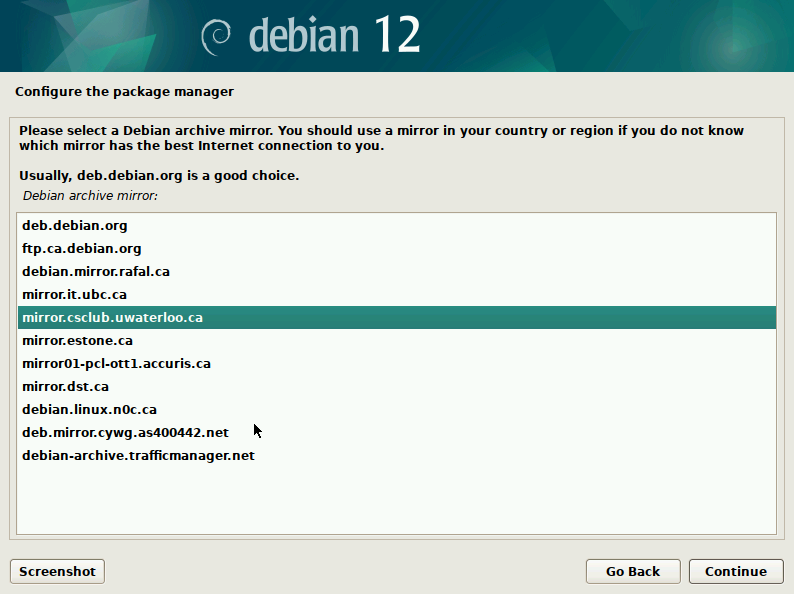 debian 12
Configure the package manager
Please select a Debian archive mirror. You should use a mirror in your country or region if you do not know
which mirror has the best Internet connection to you.
Usually, deb.debian.org is a good choice.
Debian archive mirror:
deb.debian.org
ftp.ca.debian.org
debian.mirror.rafal.ca
mirror.it.ubc.ca
mirror.csclub.uwaterloo.ca
mirror.estone.ca
mirror01-pcl-ott1.accuris.ca
mirror.dst.ca
debian.linux.n0c.ca
deb.mirror.cywg.as400442.net
debian-archive.trafficmanager.net
Screenshot
Go Back
Continue